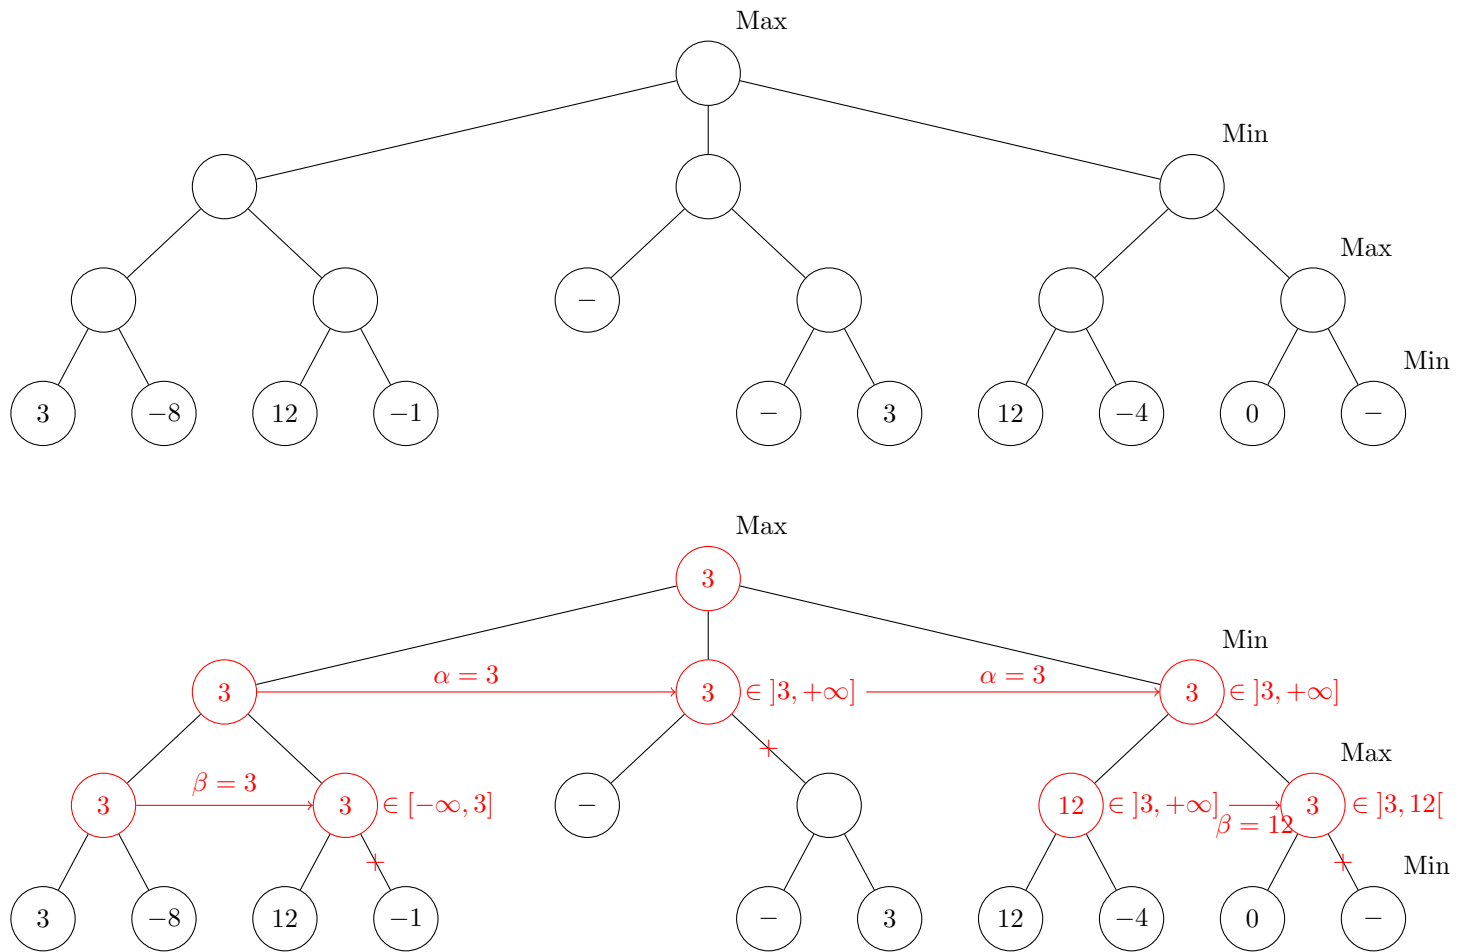 Max
Min
Max
−
Min
3 −8 12 −1 − 3 12 −4 0 −
Max
3
Min
3 α = 3 3 ∈ ]3, +∞] α = 3 3 ∈ ]3, +∞]
Max
3 β = 3 3 ∈ [−∞, 3] − 12 ∈ ]3, +∞] β = 12 3 ∈ ]3, 12[
Min
3 −8 12 −1 − 3 12 −4 0 −